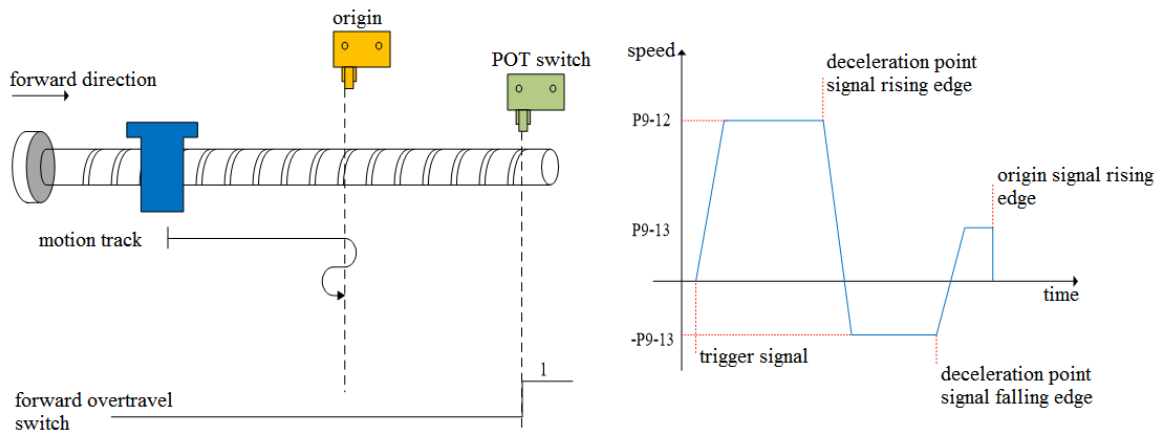 origin
POT switch
forward direction
motion track
forward overtravel
switch
1
speed
deceleration point
signal rising edge
P9-12
origin signal rising
edge
P9-13
time
-P9-13
trigger signal
deceleration point
signal falling edge